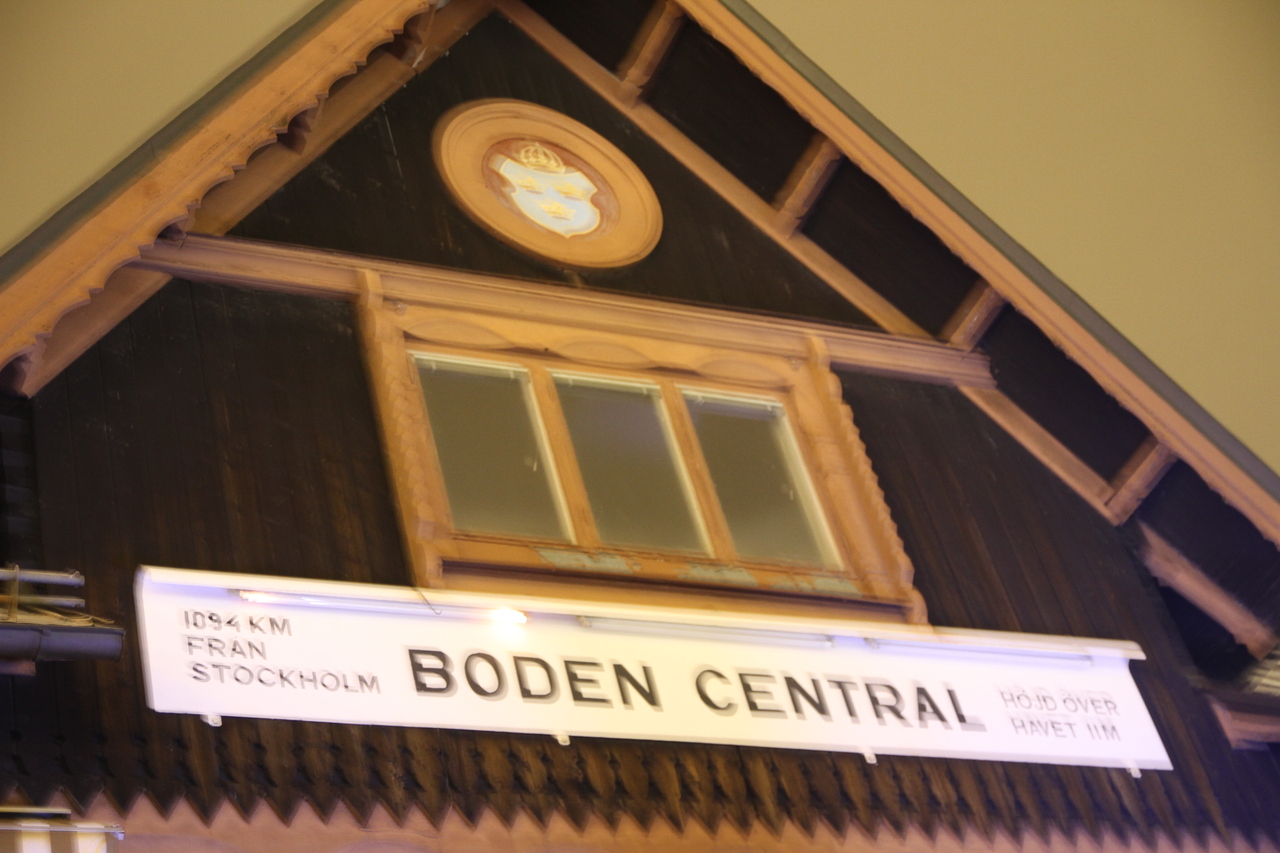 1094 KM
FRÅN
STOCKHOLM
BODEN CENTRAL
HÖJD ÖVER
HAVET 11M